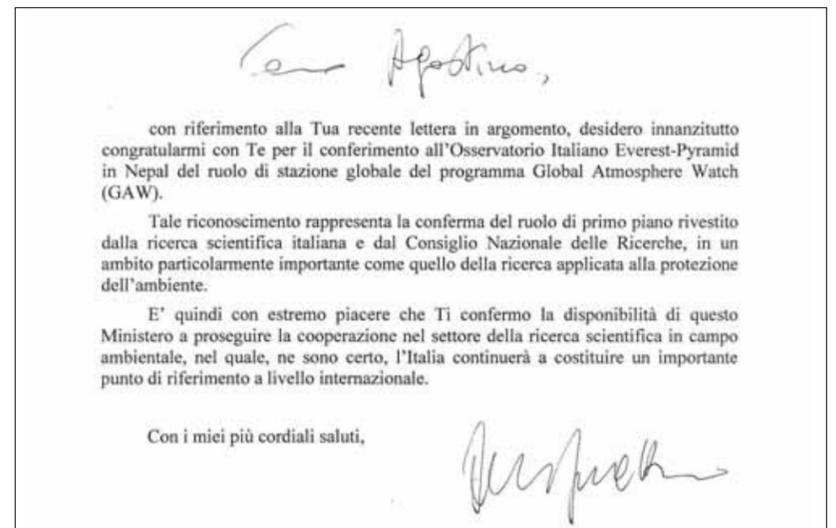 Caro Agostino,
con riferimento alla Tua recente lettera in argomento, desidero innanzitutto
congratularmi con Te per il conferimento all'Osservatorio Italiano Everest-Pyramid
in Nepal del ruolo di stazione globale del programma Global Atmosphere Watch
(GAW).
Tale riconoscimento rappresenta la conferma del ruolo di primo piano rivestito
dalla ricerca scientifica italiana e dal Consiglio Nazionale delle Ricerche, in un
ambito particolarmente importante come quello della ricerca applicata alla protezione
dell'ambiente.
E' quindi con estremo piacere che Ti confermo la disponibilità di questo
Ministero a proseguire la cooperazione nel settore della ricerca scientifica in campo
ambientale, nel quale, ne sono certo, l'Italia continuerà a costituire un importante
punto di riferimento a livello internazionale.
Con i miei più cordiali saluti,